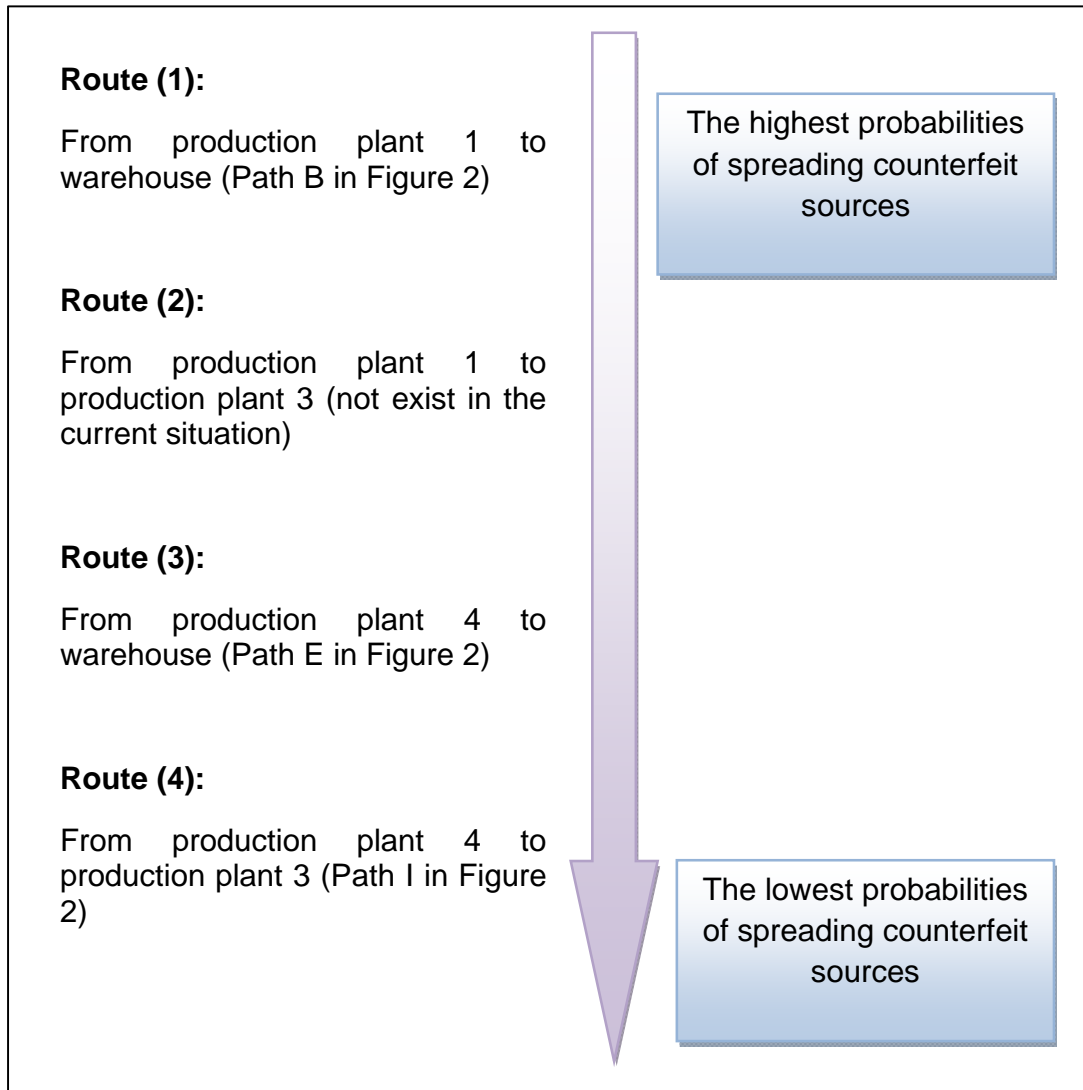 Route (1):
From production plant 1 to
warehouse (Path B in Figure 2)
The highest probabilities
of spreading counterfeit
sources
Route (2):
From production plant 1 to
production plant 3 (not exist in the
current situation)
Route (3):
From production plant 4 to
warehouse (Path E in Figure 2)
Route (4):
From production plant 4 to
production plant 3 (Path I in Figure
2)
The lowest probabilities
of spreading counterfeit
sources